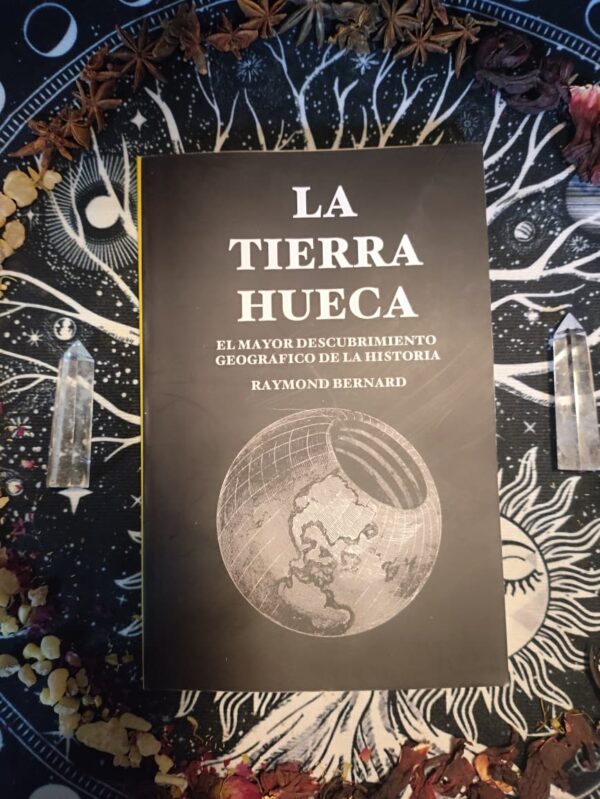 LA
TIERRA
HUECA
EL MAYOR DESCUBRIMIENTO
GEOGRAFICO DE LA HISTORIA
RAYMOND BERNARD